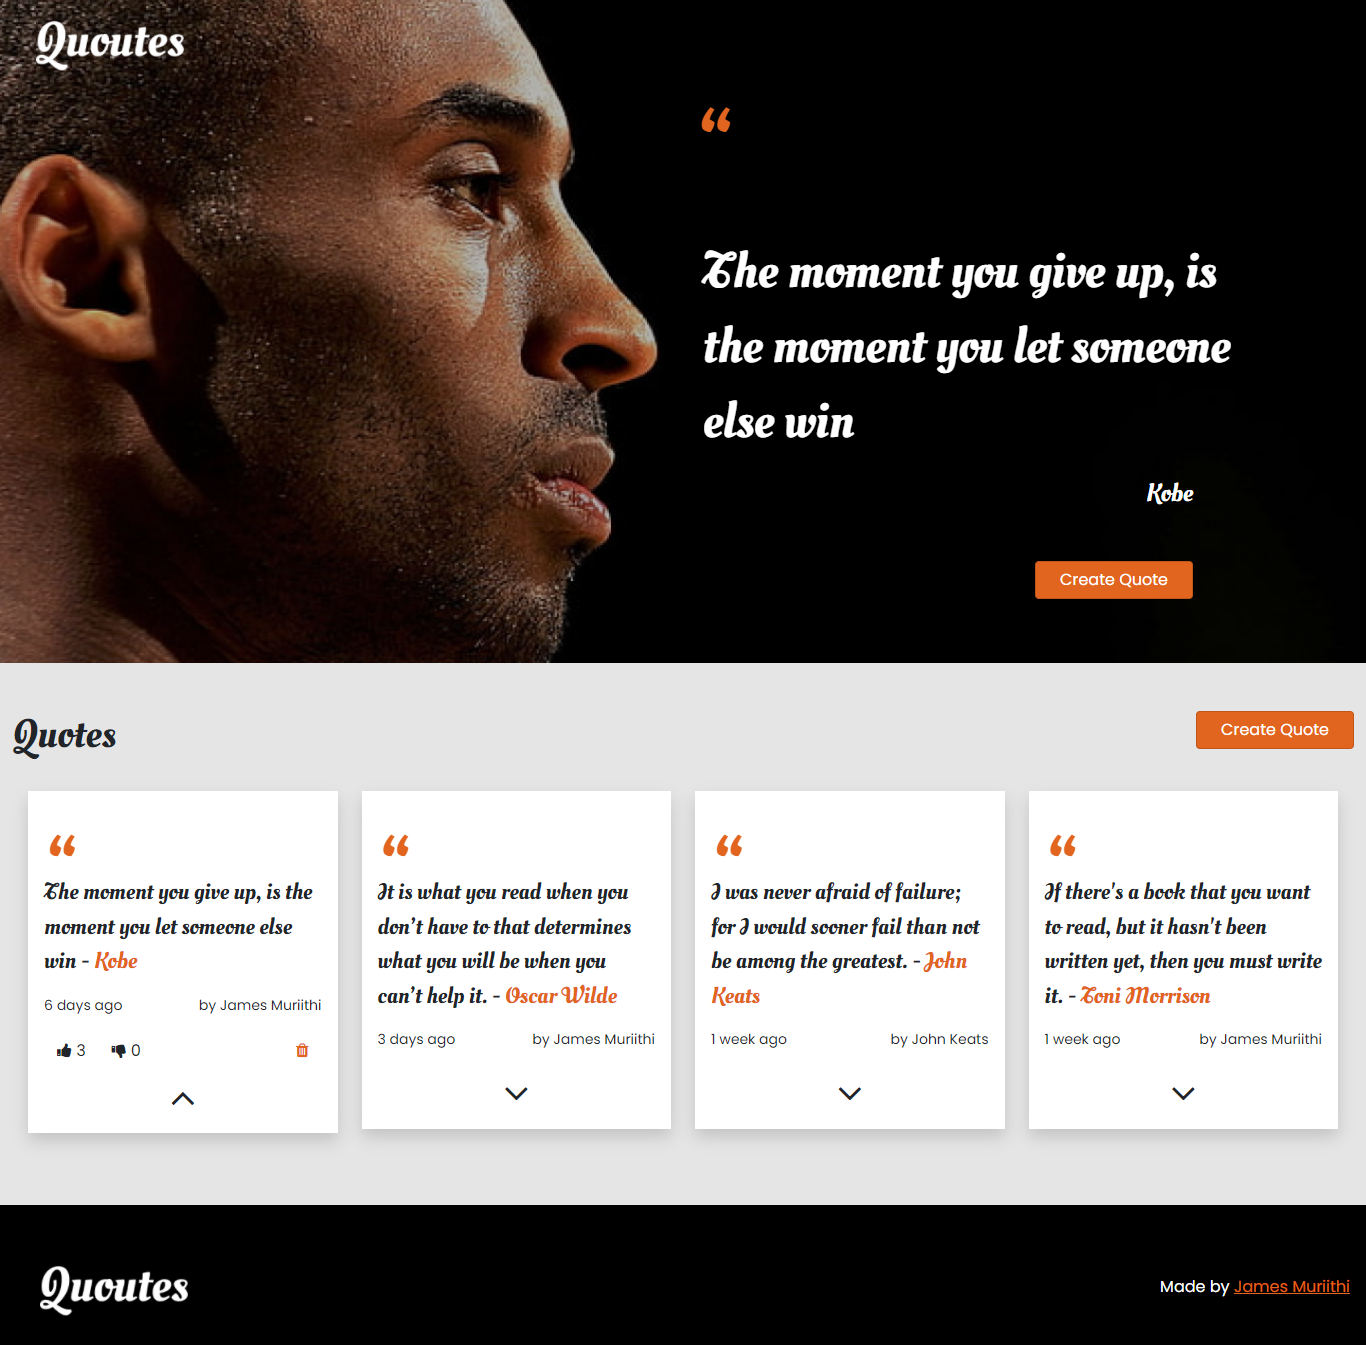 Quoutes
“
The moment you give up, is
the moment you let someone
else win
Kobe
Create Quote
Quotes
Create Quote
“
The moment you give up, is the
moment you let someone else
win - Kobe
6 days ago by James Muriithi
3 0
“
It is what you read when you
don’t have to that determines
what you will be when you
can’t help it. - Oscar Wilde
3 days ago by James Muriithi
“
I was never afraid of failure;
for I would sooner fail than not
be among the greatest. - John
Keats
1 week ago by John Keats
“
If there's a book that you want
to read, but it hasn't been
written yet, then you must write
it. - Toni Morrison
1 week ago by James Muriithi
Quoutes
Made by James Muriithi